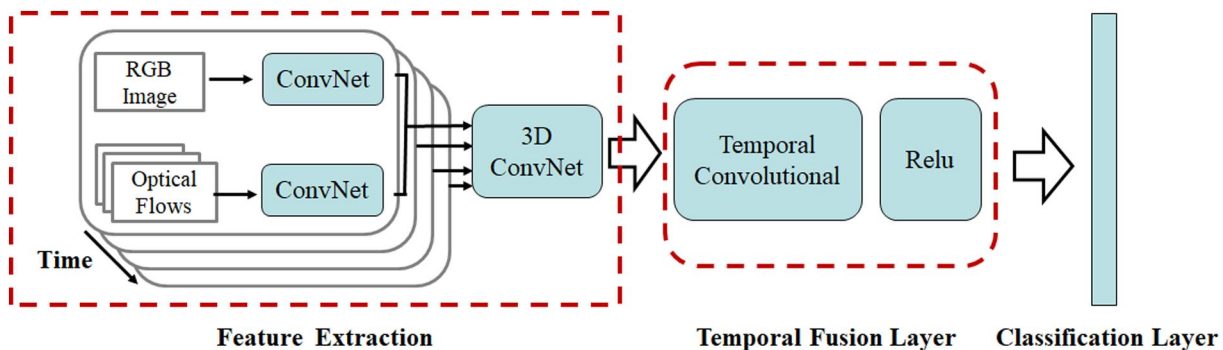 RGB
Image
ConvNet
Optical
Flows
ConvNet
Time
3D
ConvNet
Temporal
Convolutional
Relu
Feature Extraction
Temporal Fusion Layer
Classification Layer